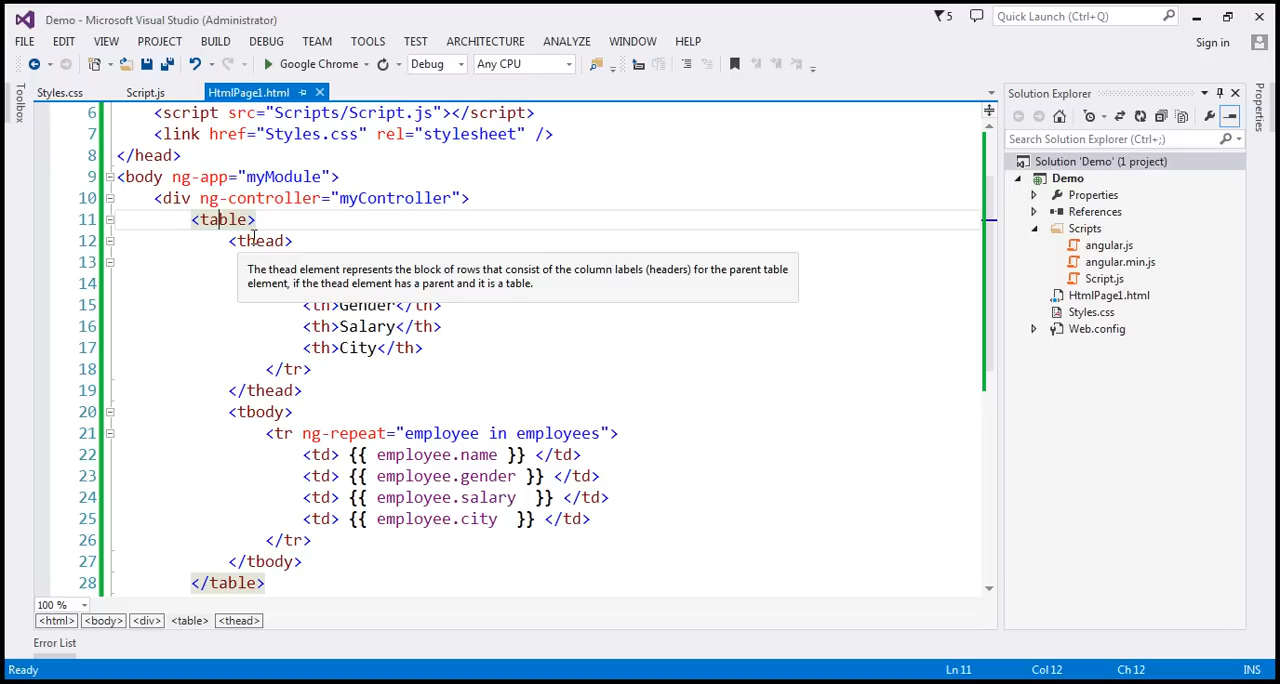 Demo - Microsoft Visual Studio (Administrator)
5
Quick Launch (Ctrl+Q)
FILE EDIT VIEW PROJECT BUILD DEBUG TEAM TOOLS TEST ARCHITECTURE ANALYZE WINDOW HELP
Sign in
Google Chrome Debug Any CPU
Toolbox
Styles.css Script.js HtmlPage1.html
6 <script src="Scripts/Script.js"></script>
7 <link href="Styles.css" rel="stylesheet" />
8 </head>
9 <body ng-app="myModule">
10 <div ng-controller="myController">
11 <table>
12 <thead>
13
The thead element represents the block of rows that consist of the column labels (headers) for the parent table
element, if the thead element has a parent and it is a table.
14
15 <th>Gender</th>
16 <th>Salary</th>
17 <th>City</th>
18 </tr>
19 </thead>
20 <tbody>
21 <tr ng-repeat="employee in employees">
22 <td> {{ employee.name }} </td>
23 <td> {{ employee.gender }} </td>
24 <td> {{ employee.salary  }} </td>
25 <td> {{ employee.city  }} </td>
26 </tr>
27 </tbody>
28 </table>
100 %
<html> <body> <div> <table> <thead>
Error List
Ready Ln 11 Col 12 Ch 12 INS
Solution Explorer
Search Solution Explorer (Ctrl+;)
Solution 'Demo' (1 project)
Demo
Properties
References
Scripts
angular.js
angular.min.js
Script.js
HtmlPage1.html
Styles.css
Web.config
Properties